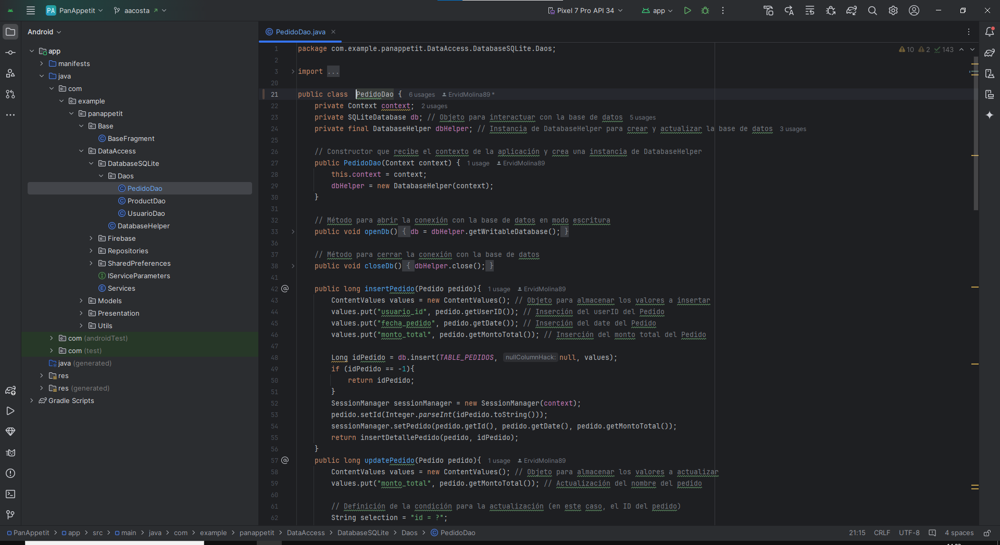 PA PanAppetit aacosta Pixel 7 Pro API 34 app
Android
app
manifests
java
com
example
panappetit
Base
BaseFragment
DataAccess
DatabaseSQLite
Daos
PedidoDao
ProductDao
UsuarioDao
DatabaseHelper
Firebase
Repositories
SharedPreferences
IServiceParameters
Services
Models
Presentation
Utils
com (androidTest)
com (test)
java (generated)
res
res (generated)
Gradle Scripts
PedidoDao.java
10 2 143
1 package com.example.panappetit.DataAccess.DatabaseSQLite.Daos;
2
3 import ...
20
21 public class  PedidoDao { 6 usages ErvidMolina89 *
22 private Context context; 2 usages
23 private SQLiteDatabase db; // Objeto para interactuar con la base de datos 5 usages
24 private final DatabaseHelper dbHelper; // Instancia de DatabaseHelper para crear y actualizar la base de datos 3 usages
25
26 // Constructor que recibe el contexto de la aplicación y crea una instancia de DatabaseHelper
27 public PedidoDao(Context context) { 1 usage ErvidMolina89
28 this.context = context;
29 dbHelper = new DatabaseHelper(context);
30 }
31
32 // Método para abrir la conexión con la base de datos en modo escritura
33 public void openDb() { db = dbHelper.getWritableDatabase(); }
36
37 // Método para cerrar la conexión con la base de datos
38 public void closeDb() { dbHelper.close(); }
41
42 @ public long insertPedido(Pedido pedido){ 1 usage ErvidMolina89
43 ContentValues values = new ContentValues(); // Objeto para almacenar los valores a insertar
44 values.put("usuario_id", pedido.getUserID()); // Inserción del userID del Pedido
45 values.put("fecha_pedido", pedido.getDate()); // Inserción del date del Pedido
46 values.put("monto_total", pedido.getMontoTotal()); // Inserción del monto total del Pedido
47
48 Long idPedido = db.insert(TABLE_PEDIDOS, nullColumnHack: null, values);
49 if (idPedido == -1){
50 return idPedido;
51 }
52 SessionManager sessionManager = new SessionManager(context);
53 pedido.setId(Integer.parseInt(idPedido.toString()));
54 sessionManager.setPedido(pedido.getId(), pedido.getDate(), pedido.getMontoTotal());
55 return insertDetallePedido(pedido, idPedido);
56 }
57 @ public long updatePedido(Pedido pedido){ 1 usage ErvidMolina89
58 ContentValues values = new ContentValues(); // Objeto para almacenar los valores a actualizar
59 values.put("monto_total", pedido.getMontoTotal()); // Actualización del nombre del pedido
60
61 // Definición de la condición para la actualización (en este caso, el ID del pedido)
62 String selection = "id = ?";
PanAppetit > app > src > main > java > com > example > panappetit > DataAccess > DatabaseSQLite > Daos > PedidoDao 21:15 CRLF UTF-8 4 spaces